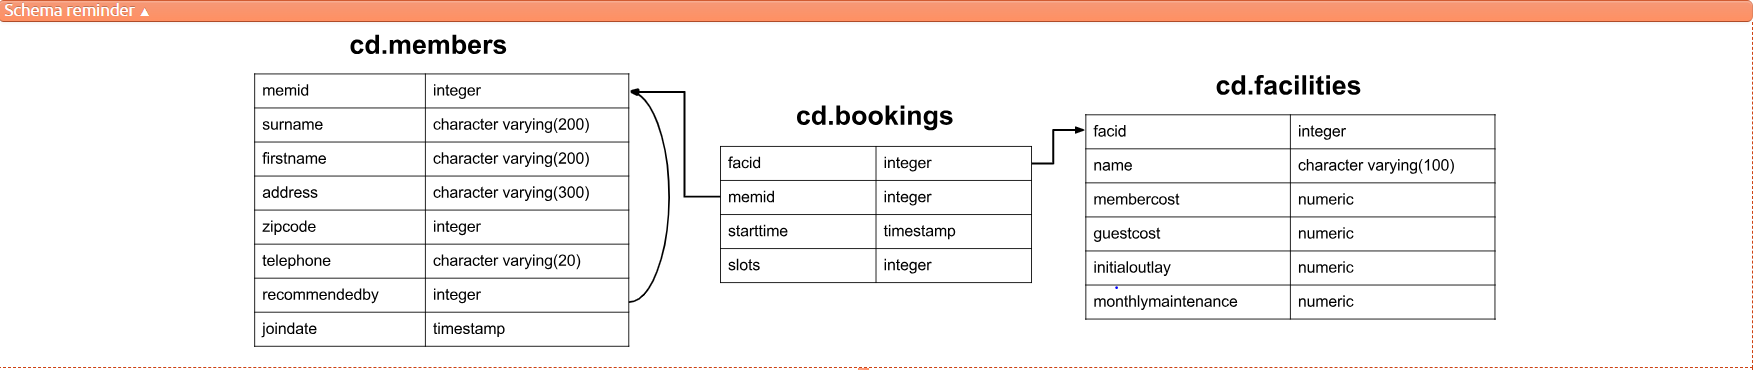 Schema reminder ▲
cd.members
memid integer
surname character varying(200)
firstname character varying(200)
address character varying(300)
zipcode integer
telephone character varying(20)
recommendedby integer
joindate timestamp
cd.bookings
facid integer
memid integer
starttime timestamp
slots integer
cd.facilities
facid integer
name character varying(100)
membercost numeric
guestcost numeric
initialoutlay numeric
monthlymaintenance numeric